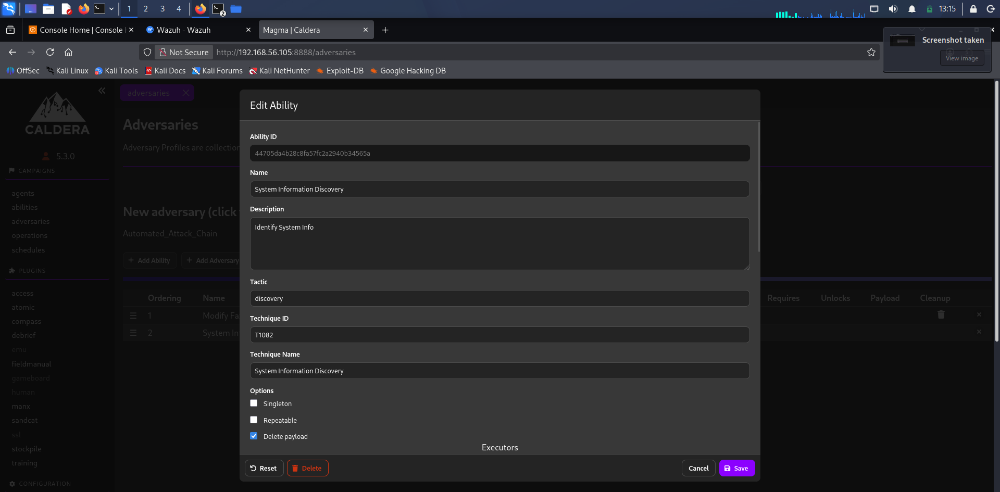 1 2 3 4 2 13:15
Console Home | Console
Wazuh - Wazuh
Magma | Caldera
Screenshot taken
View image
Not Secure http://192.168.56.105:8888/adversaries
OffSec Kali Linux Kali Tools Kali Docs Kali Forums Kali NetHunter Exploit-DB Google Hacking DB
CALDERA
5.3.0
CAMPAIGNS
agents
abilities
adversaries
operations
schedules
PLUGINS
access
atomic
compass
debrief
emu
fieldmanual
gameboard
human
manx
sandcat
ssl
stockpile
training
CONFIGURATION
adversaries
Adversaries
Adversary Profiles are collection
New adversary (click
Automated_Attack_Chain
+ Add Ability + Add Adversary
Ordering Name Requires Unlocks Payload Cleanup
1 Modify Fa
2 System In
Edit Ability
Ability ID
44705da4b28c8fa57fc2a2940b34565a
Name
System Information Discovery
Description
Identify System Info
Tactic
discovery
Technique ID
T1082
Technique Name
System Information Discovery
Options
Singleton
Repeatable
Delete payload
Executors
Reset Delete Cancel Save